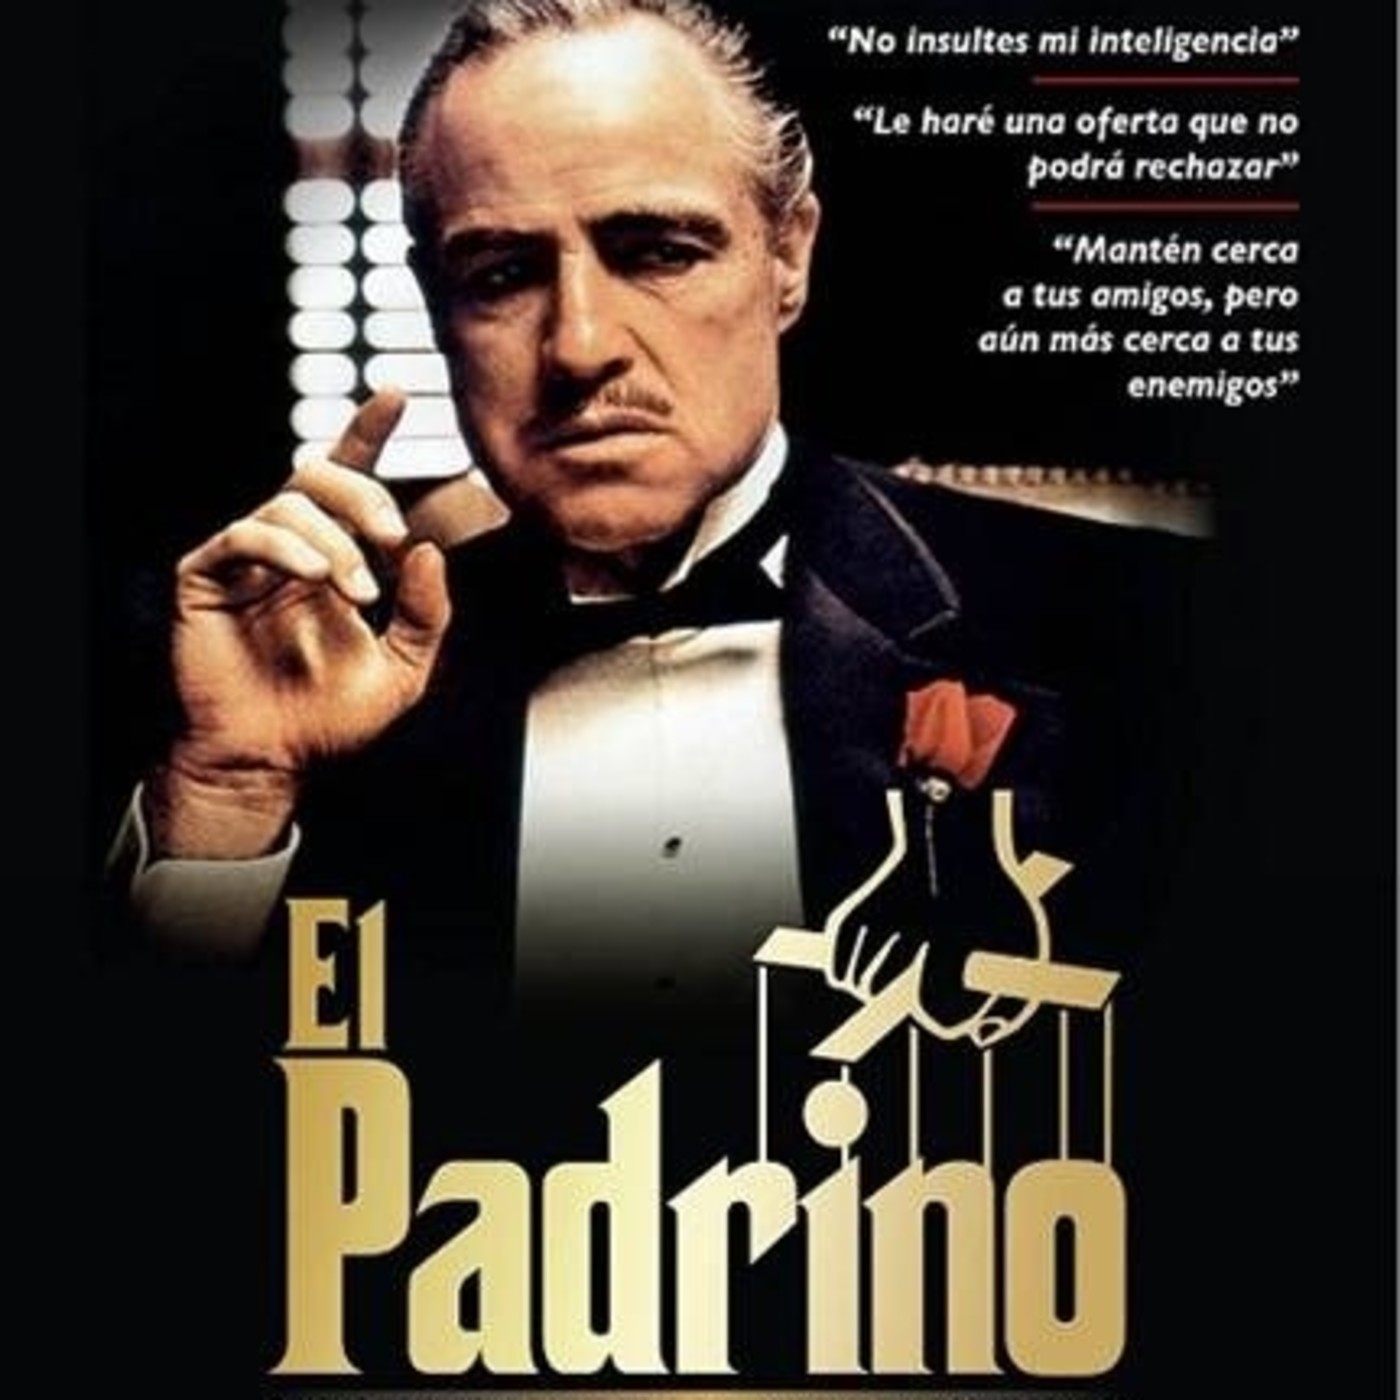 “No insultes mi inteligencia”
“Le haré una oferta que no
podrá rechazar”
“Mantén cerca
a tus amigos, pero
aún más cerca a tus
enemigos”
El
Padrino